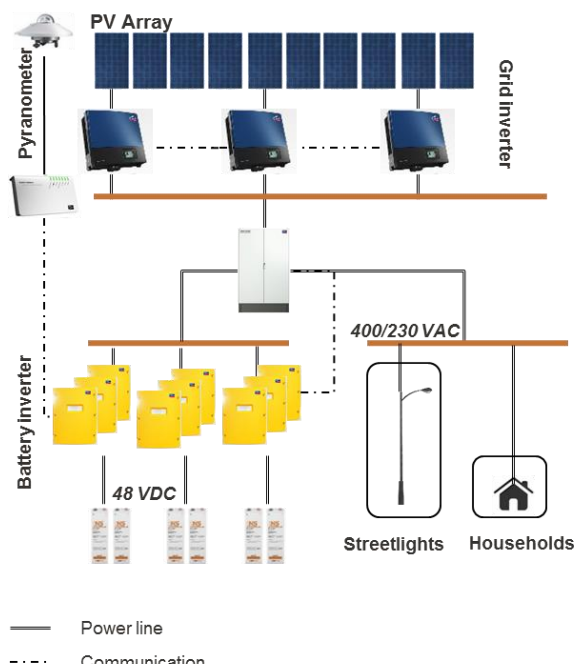 PV Array
Pyranometer
Grid inverter
400/230 VAC
Battery inverter
48 VDC
Streetlights
Households
Power line
Communication